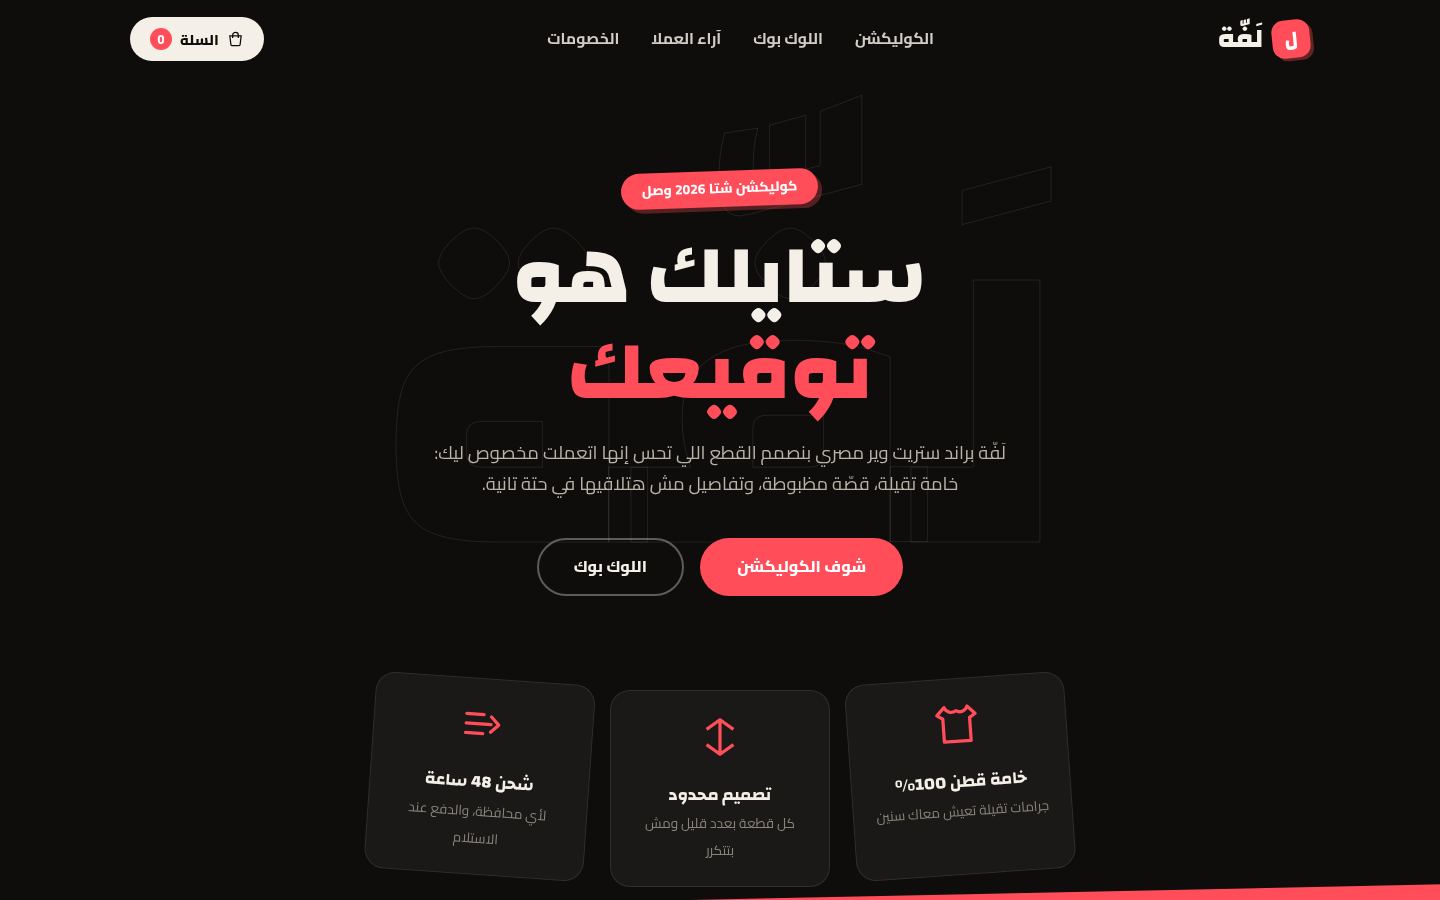 ل
لَفّة
الكوليكشن
اللوك بوك
آراء العملا
الخصومات
السلة 0
لَفّة
كوليكشن شتا 2026 وصل
ستايلك هو
توقيعك
لَفّة براند ستريت وير مصري بنصمم القطع اللي تحس إنها اتعملت مخصوص ليك:
خامة تقيلة، قصّة مظبوطة، وتفاصيل مش هتلاقيها في حتة تانية.
شوف الكوليكشن
اللوك بوك
خامة قطن 100%
جرامات تقيلة تعيش معاك سنين
تصميم محدود
كل قطعة بعدد قليل ومش
بتتكرر
شحن 48 ساعة
لأي محافظة، والدفع عند
الاستلام